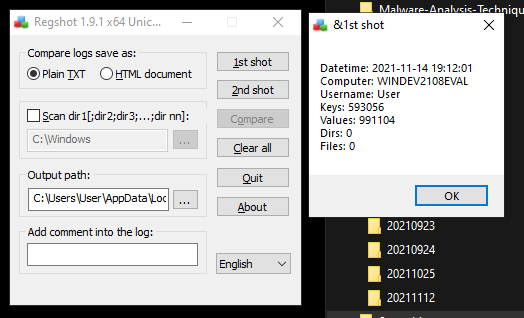 Regshot 1.9.1 x64 Unic...
Compare logs save as:
Plain TXT
HTML document
Scan dir1[;dir2;dir3;...;dir nn]:
C:\Windows
...
Output path:
C:\Users\User\AppData\Loc
...
Add comment into the log:
1st shot
2nd shot
Compare
Clear all
Quit
About
English
Malware-Analysis-Technique
&1st shot
Datetime: 2021-11-14 19:12:01
Computer: WINDEV2108EVAL
Username: User
Keys: 593056
Values: 991104
Dirs: 0
Files: 0
OK
20210923
20210924
20211025
20211112